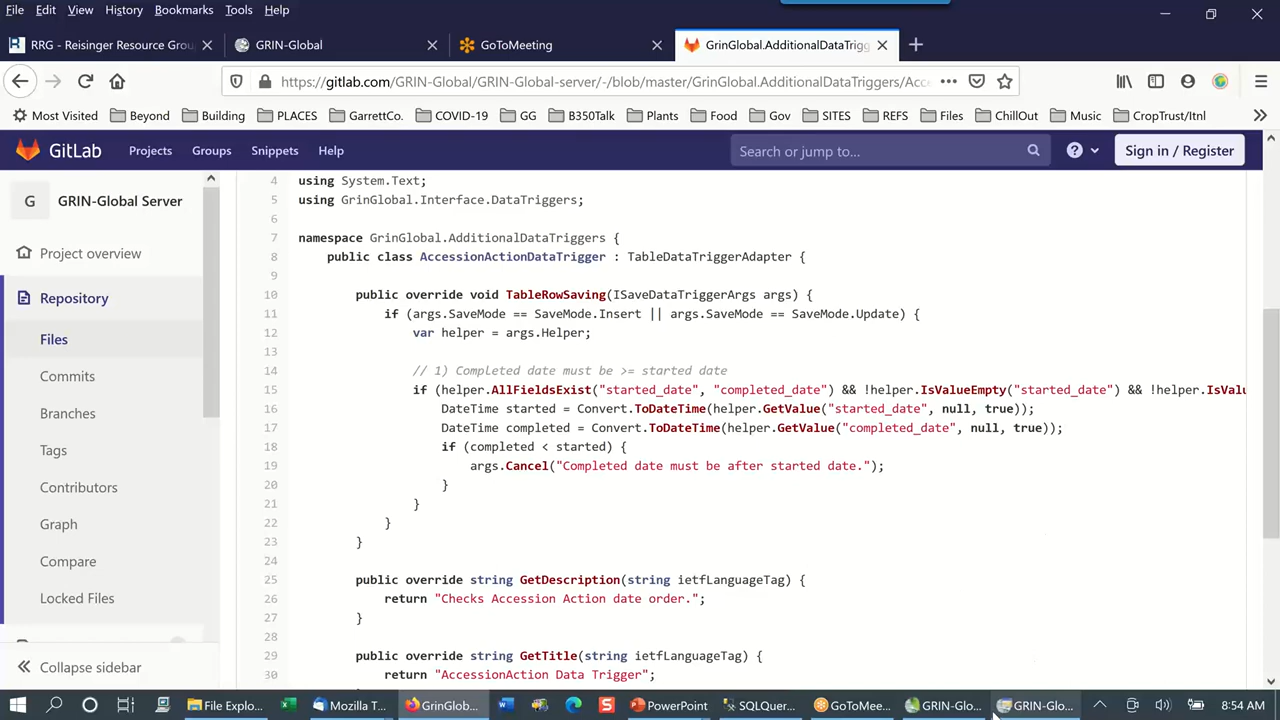 File Edit View History Bookmarks Tools Help
RRG - Reisinger Resource Grou
GRIN-Global
GoToMeeting
GrinGlobal.AdditionalDataTrigg
https://gitlab.com/GRIN-Global/GRIN-Global-server/-/blob/master/GrinGlobal.AdditionalDataTriggers/Acce
Most Visited Beyond Building PLACES GarrettCo. COVID-19 GG B350Talk Plants Food Gov SITES REFS Files ChillOut Music CropTrust/Itnl
GitLab Projects Groups Snippets Help Search or jump to... Sign in / Register
G GRIN-Global Server
Project overview
Repository
Files
Commits
Branches
Tags
Contributors
Graph
Compare
Locked Files
Collapse sidebar
4 using System.Text;
5 using GrinGlobal.Interface.DataTriggers;
6
7 namespace GrinGlobal.AdditionalDataTriggers {
8 public class AccessionActionDataTrigger : TableDataTriggerAdapter {
9
10 public override void TableRowSaving(ISaveDataTriggerArgs args) {
11 if (args.SaveMode == SaveMode.Insert || args.SaveMode == SaveMode.Update) {
12 var helper = args.Helper;
13
14 // 1) Completed date must be >= started date
15 if (helper.AllFieldsExist("started_date", "completed_date") && !helper.IsValueEmpty("started_date") && !helper.IsValu
16 DateTime started = Convert.ToDateTime(helper.GetValue("started_date", null, true));
17 DateTime completed = Convert.ToDateTime(helper.GetValue("completed_date", null, true));
18 if (completed < started) {
19 args.Cancel("Completed date must be after started date.");
20 }
21 }
22 }
23 }
24
25 public override string GetDescription(string ietfLanguageTag) {
26 return "Checks Accession Action date order.";
27 }
28
29 public override string GetTitle(string ietfLanguageTag) {
30 return "AccessionAction Data Trigger";
File Explo... Mozilla T... GrinGlob... PowerPoint SQLQuer... GoToMee... GRIN-Glo... GRIN-Glo... 8:54 AM